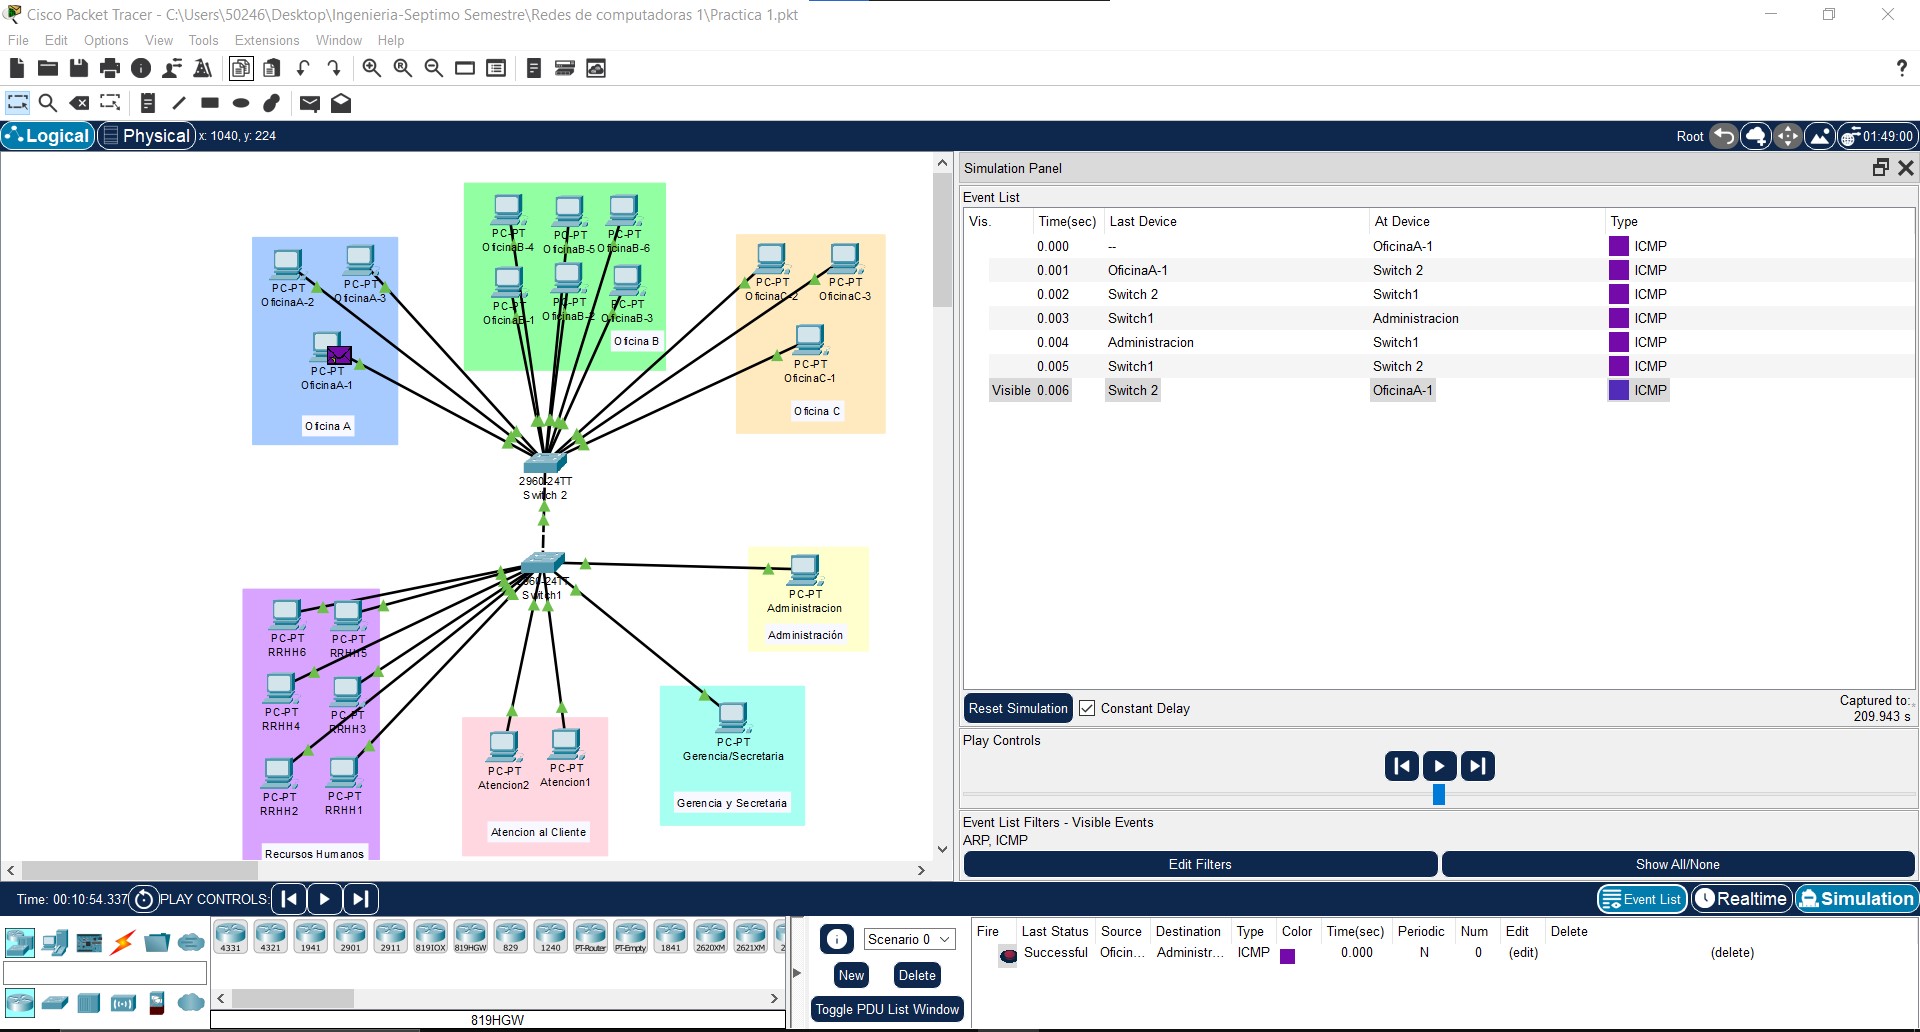 Cisco Packet Tracer - C:\Users\50246\Desktop\Ingenieria-Septimo Semestre\Redes de computadoras 1\Practica 1.pkt
File Edit Options View Tools Extensions Window Help
Logical Physical x: 1040, y: 224
Root 01:49:00
PC-PT
OficinaA-2
PC-PT
OficinaA-3
PC-PT
OficinaA-1
Oficina A
PC-PT
OficinaB-4
PC-PT
OficinaB-5
PC-PT
OficinaB-6
PC-PT
OficinaB-1
PC-PT
OficinaB-2
PC-PT
OficinaB-3
Oficina B
PC-PT
OficinaC-2
PC-PT
OficinaC-3
PC-PT
OficinaC-1
Oficina C
2960-24TT
Switch 2
2960-24TT
Switch1
PC-PT
Administracion
Administración
PC-PT
RRHH6
PC-PT
RRHH5
PC-PT
RRHH4
PC-PT
RRHH3
PC-PT
RRHH2
PC-PT
RRHH1
Recursos Humanos
PC-PT
Atencion2
PC-PT
Atencion1
Atencion al Cliente
PC-PT
Gerencia/Secretaria
Gerencia y Secretaria
Simulation Panel
Event List
Vis. Time(sec) Last Device At Device Type
0.000 -- OficinaA-1 ICMP
0.001 OficinaA-1 Switch 2 ICMP
0.002 Switch 2 Switch1 ICMP
0.003 Switch1 Administracion ICMP
0.004 Administracion Switch1 ICMP
0.005 Switch1 Switch 2 ICMP
Visible 0.006 Switch 2 OficinaA-1 ICMP
Reset Simulation Constant Delay
Captured to:
209.943 s
Play Controls
Event List Filters - Visible Events
ARP, ICMP
Edit Filters Show All/None
Time: 00:10:54.337 PLAY CONTROLS:
Event List Realtime Simulation
4331 4321 1941 2901 2911 819IOX 819HGW 829 1240 PT-Router PT-Empty 1841 2620XM 2621XM 2
819HGW
Scenario 0
New Delete
Toggle PDU List Window
Fire Last Status Source Destination Type Color Time(sec) Periodic Num Edit Delete
Successful Oficin... Administr... ICMP 0.000 N 0 (edit) (delete)